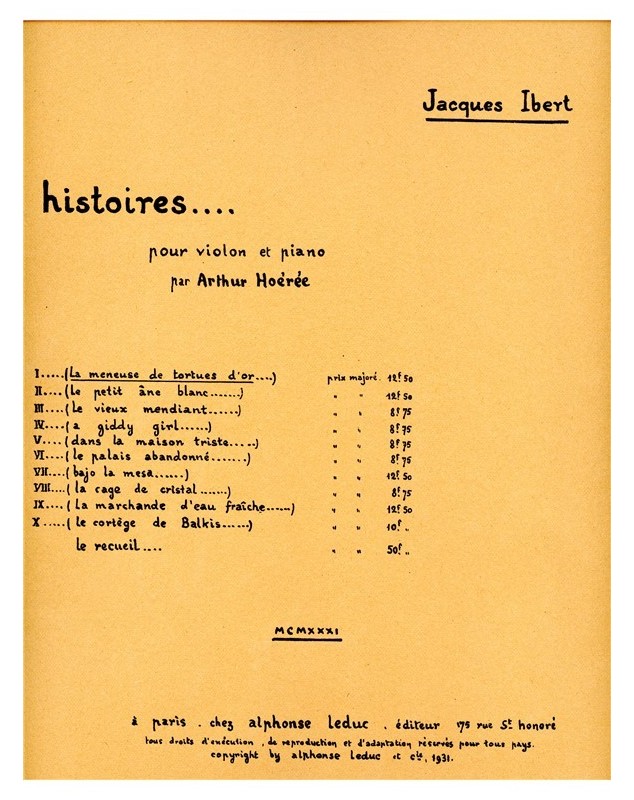 Jacques Ibert
histoires....
pour violon et piano
par Arthur Hoérée
I.....(La meneuse de tortues d'or....) prix majoré. 12f 50
II....(le petit âne blanc.......) " " 12f 50
III....(le vieux mendiant......) " " 8f 75
IV....(a giddy girl......) " " 8f 75
V.....(dans la maison triste.....) " " 8f 75
VI....(le palais abandonné.......) " " 8f 75
VII....(bajo la mesa......) " " 12f 50
VIII....(la cage de cristal.......) " " 8f 75
IX....(la marchande d'eau fraîche......) " " 12f 50
X.....(le cortège de Balkis......) " " 10f "
le recueil.... " " 50f "
MCMXXXI
à paris . chez alphonse leduc . éditeur 175 rue St honoré
tous droits d'exécution , de reproduction et d'adaptation réservés pour tous pays.
copyright by alphonse leduc et cie, 1931.